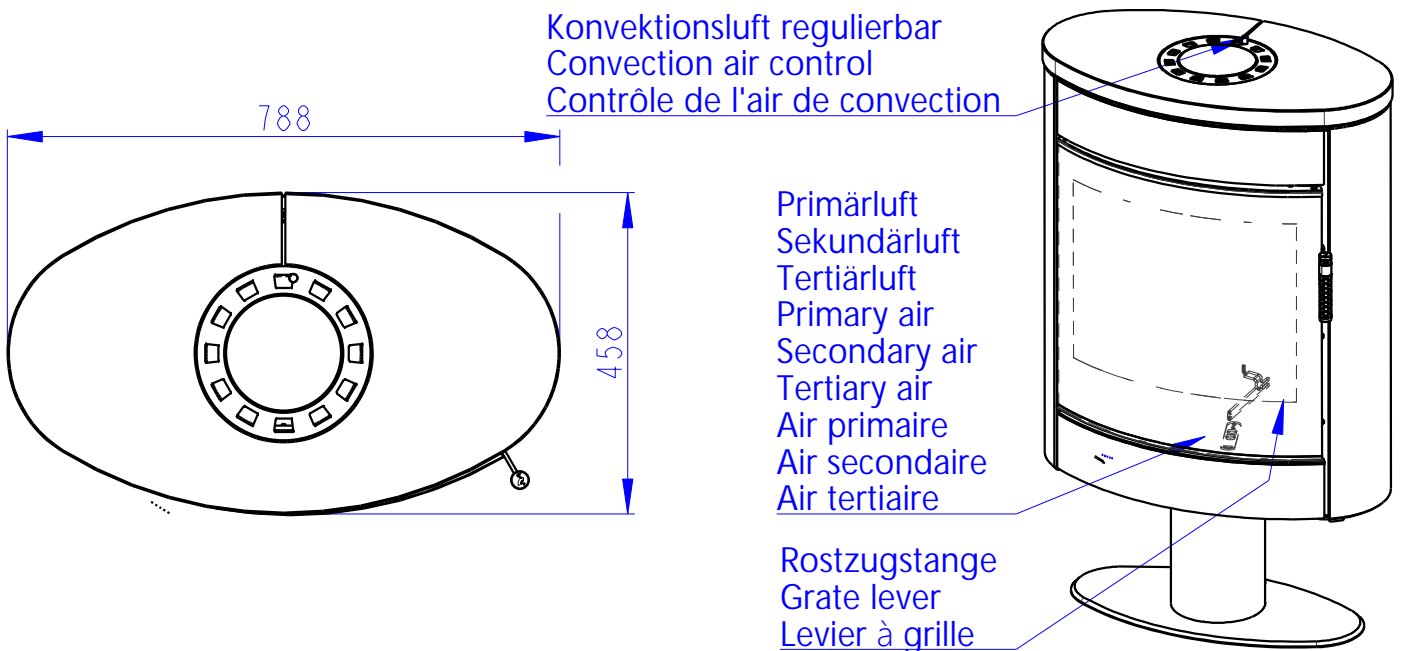 Konvektionsluft regulierbar
Convection air control
Contrôle de l'air de convection
788
458
Primärluft
Sekundärluft
Tertiärluft
Primary air
Secondary air
Tertiary air
Air primaire
Air secondaire
Air tertiaire
Rostzugstange
Grate lever
Levier à grille